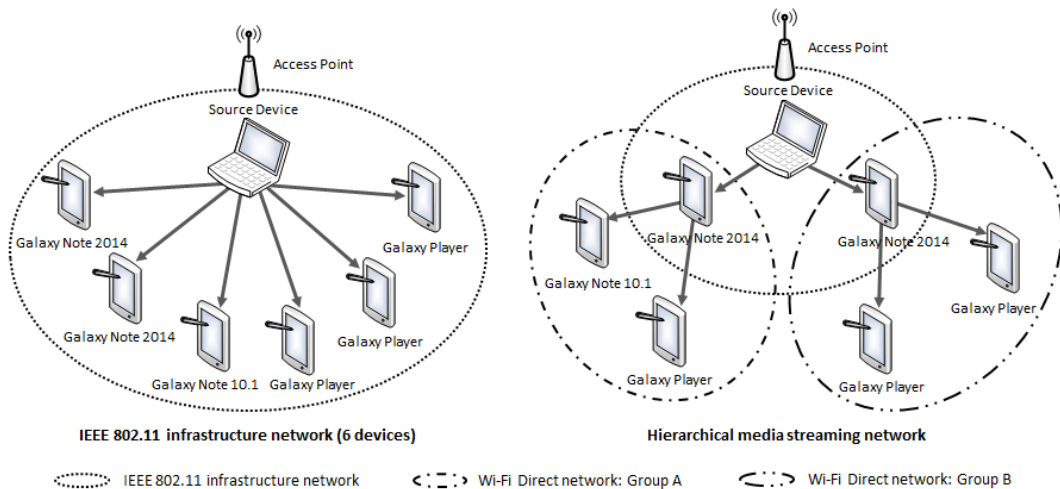 Access Point
Source Device
Galaxy Note 2014
Galaxy Player
Galaxy Note 2014
Galaxy Player
Galaxy Note 10.1
Galaxy Player
IEEE 802.11 infrastructure network (6 devices)
Access Point
Source Device
Galaxy Note 2014
Galaxy Note 2014
Galaxy Note 10.1
Galaxy Player
Galaxy Player
Galaxy Player
Hierarchical media streaming network
IEEE 802.11 infrastructure network
Wi-Fi Direct network: Group A
Wi-Fi Direct network: Group B